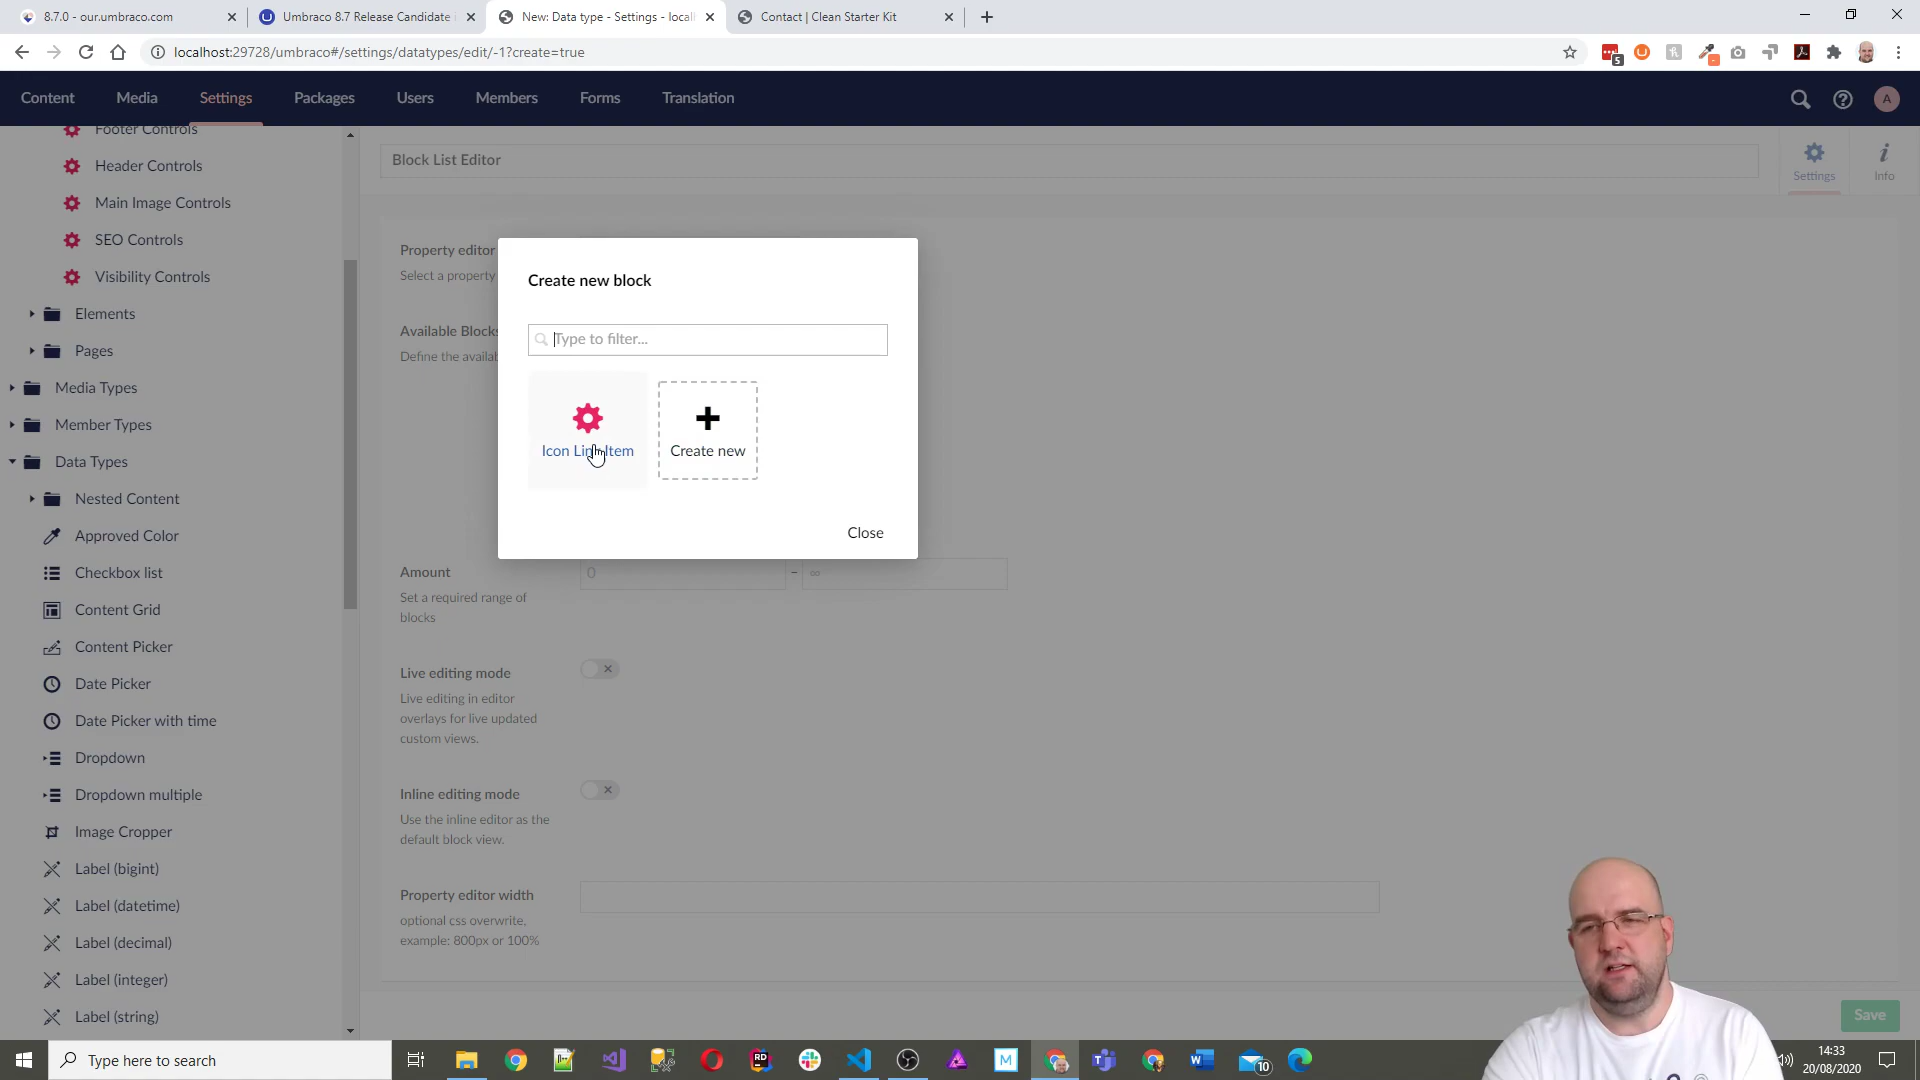 8.7.0 - our.umbraco.com
Umbraco 8.7 Release Candidate i
New: Data type - Settings - local
Contact | Clean Starter Kit
localhost:29728/umbraco#/settings/datatypes/edit/-1?create=true
5
Content
Media
Settings
Packages
Users
Members
Forms
Translation
A
Footer Controls
Header Controls
Main Image Controls
SEO Controls
Visibility Controls
Elements
Pages
Media Types
Member Types
Data Types
Nested Content
Approved Color
Checkbox list
Content Grid
Content Picker
Date Picker
Date Picker with time
Dropdown
Dropdown multiple
Image Cropper
Label (bigint)
Label (datetime)
Label (decimal)
Label (integer)
Label (string)
Block List Editor
Settings
Info
Property editor
Select a property
Available Blocks
Define the availab
Create new block
Type to filter...
Icon Link Item
Create new
Close
Amount
Set a required range of
blocks
0
-
∞
Live editing mode
Live editing in editor
overlays for live updated
custom views.
Inline editing mode
Use the inline editor as the
default block view.
Property editor width
optional css overwrite,
example: 800px or 100%
Save
Type here to search
RD
M
10
14:33
20/08/2020